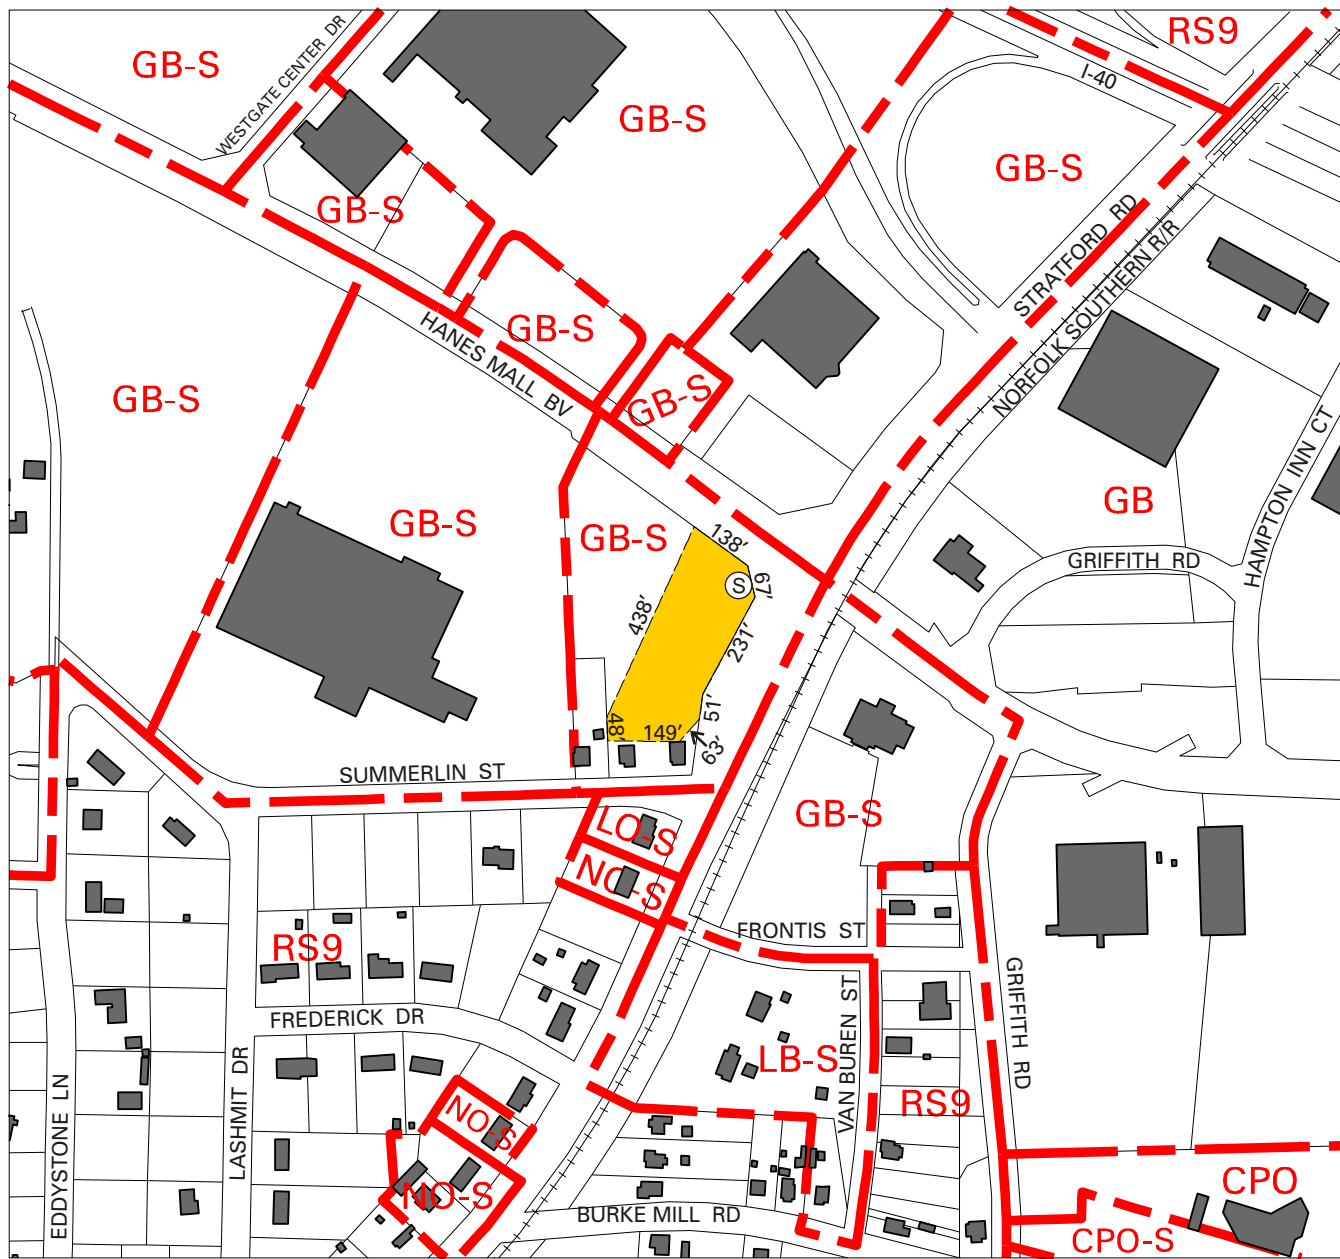 GB-S
WESTGATE CENTER DR
GB-S
RS9
I-40
GB-S
GB-S
STRATFORD RD
NORFOLK SOUTHERN R/R
GB-S
HANES MALL BV
GB-S
GB-S
GB-S
GB-S
GB-S
GB
HAMPTON INN CT
GRIFFITH RD
138'
S
67'
438'
231'
51'
48'
149'
63'
SUMMERLIN ST
LO-S
NO-S
GB-S
FRONTIS ST
RS9
FREDERICK DR
GRIFFITH RD
VAN BUREN ST
LB-S
RS9
NO-S
NO-S
EDDYSTONE LN
LASHMIT DR
BURKE MILL RD
CPO
CPO-S